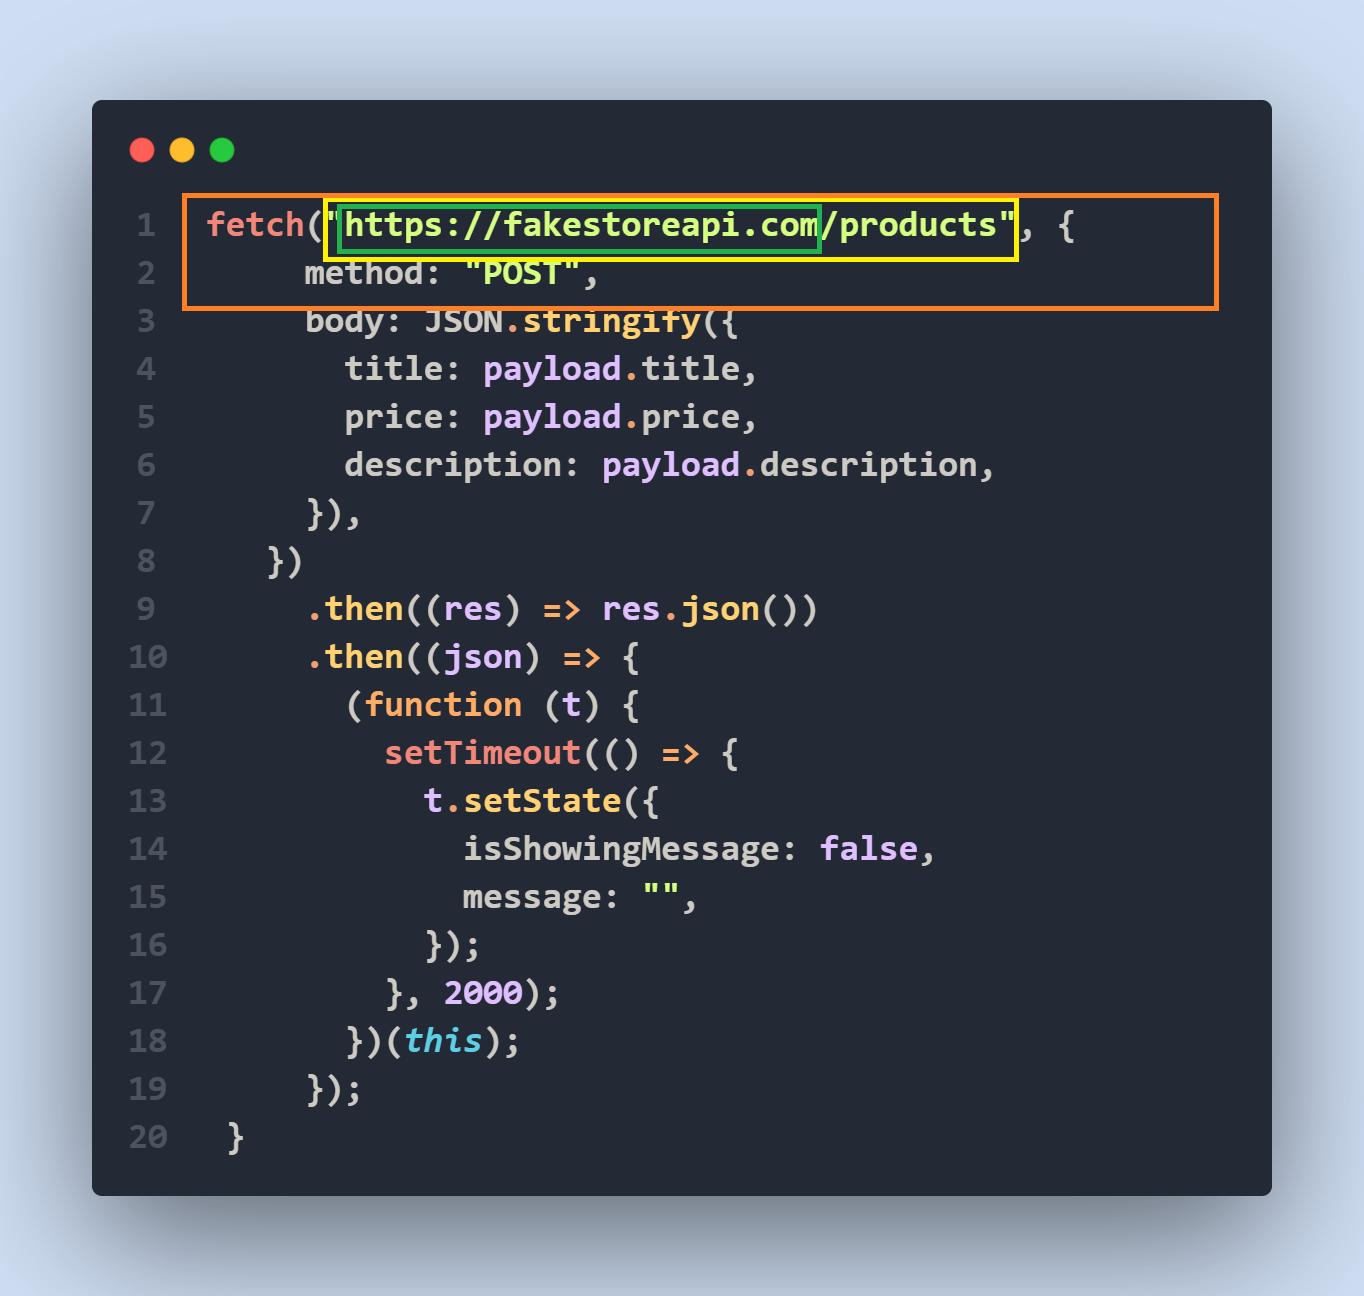 1 fetch("https://fakestoreapi.com/products", {
2 method: "POST",
3 body: JSON.stringify({
4 title: payload.title,
5 price: payload.price,
6 description: payload.description,
7 }),
8 })
9 .then((res) => res.json())
10 .then((json) => {
11 (function (t) {
12 setTimeout(() => {
13 t.setState({
14 isShowingMessage: false,
15 message: "",
16 });
17 }, 2000);
18 })(this);
19 });
20 }